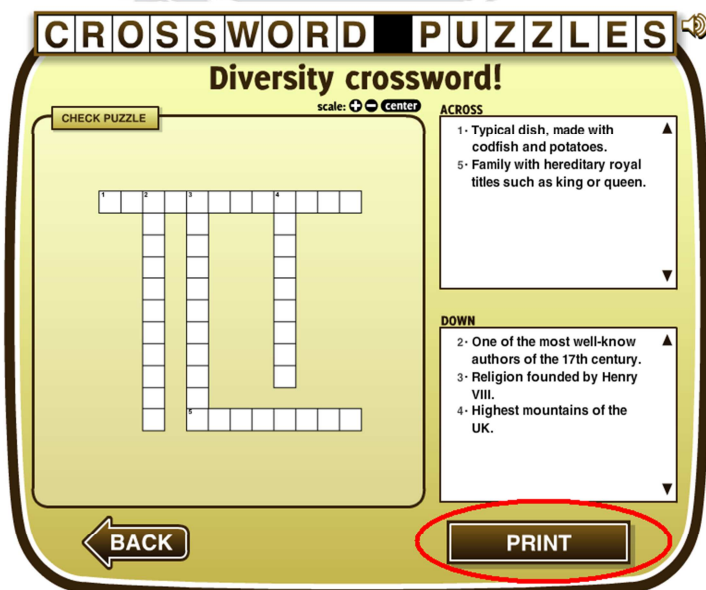 CROSSWORD PUZZLES
Diversity crossword!
scale: + - center
CHECK PUZZLE
1 2 3 4
5
ACROSS
1· Typical dish, made with
codfish and potatoes.
5· Family with hereditary royal
titles such as king or queen.
DOWN
2· One of the most well-know
authors of the 17th century.
3· Religion founded by Henry
VIII.
4· Highest mountains of the
UK.
BACK
PRINT